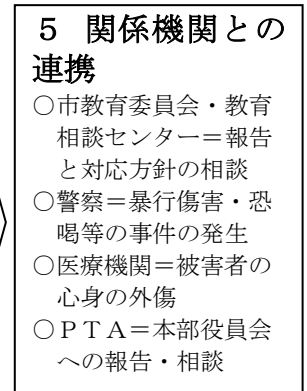 ５ 関係機関との
連携
○市教育委員会・教育
相談センター＝報告
と対応方針の相談
○警察＝暴行傷害・恐
喝等の事件の発生
○医療機関＝被害者の
心身の外傷
○ＰＴＡ＝本部役員会
への報告・相談